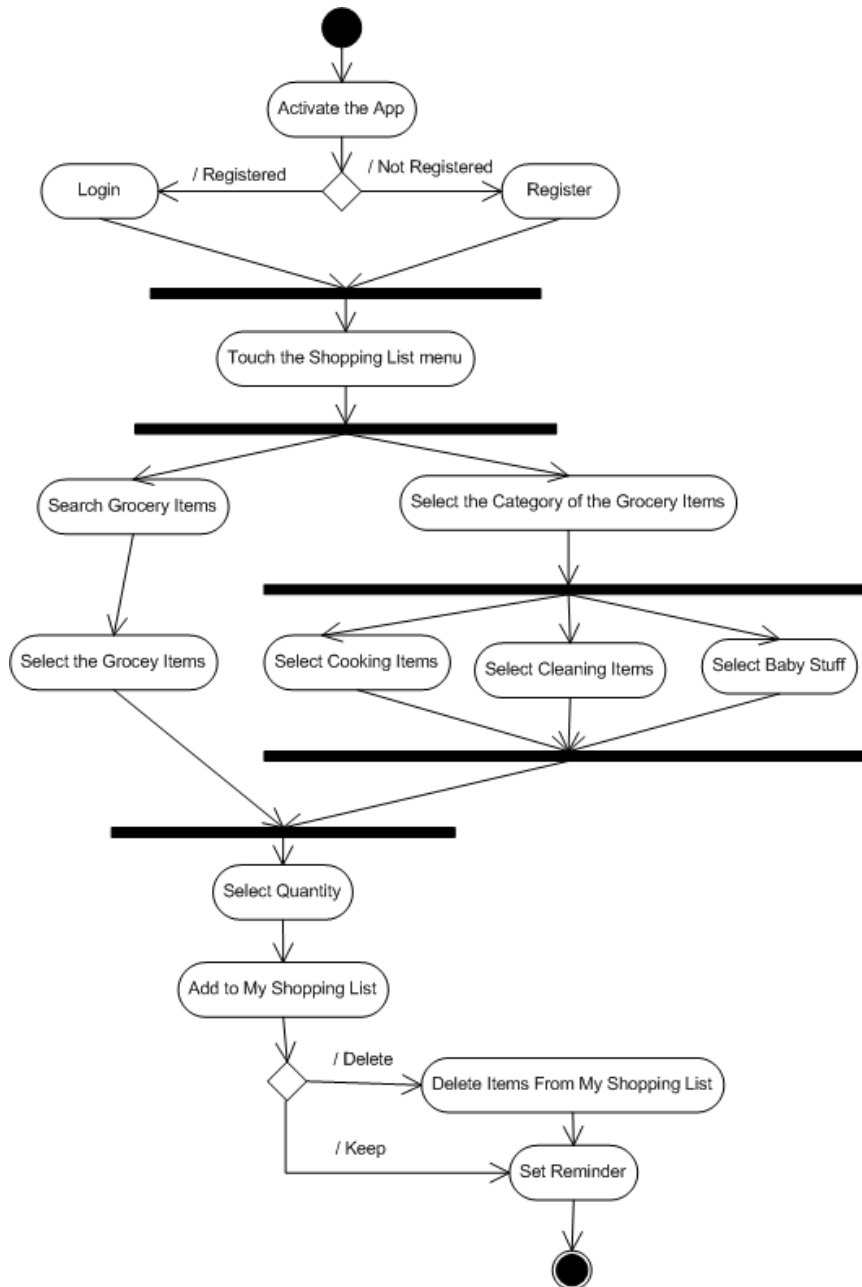 Activate the App
/ Registered
/ Not Registered
Login
Register
Touch the Shopping List menu
Search Grocery Items
Select the Category of the Grocery Items
Select the Grocey Items
Select Cooking Items
Select Cleaning Items
Select Baby Stuff
Select Quantity
Add to My Shopping List
/ Delete
Delete Items From My Shopping List
/ Keep
Set Reminder